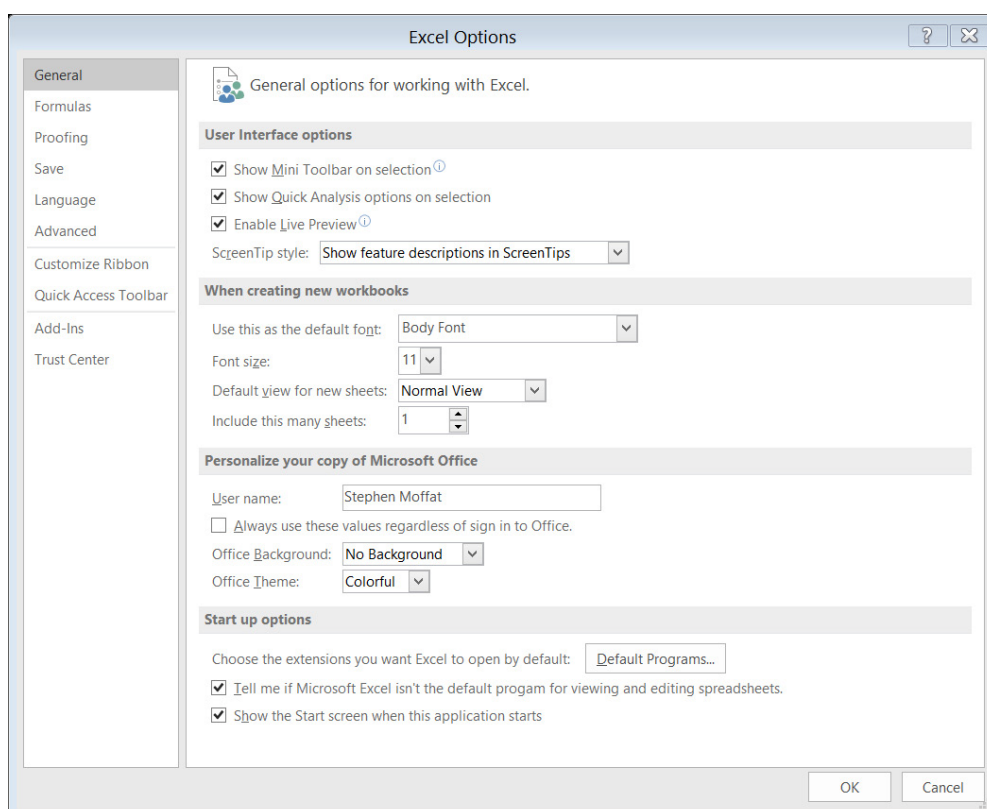 Excel Options
General
Formulas
Proofing
Save
Language
Advanced
Customize Ribbon
Quick Access Toolbar
Add-Ins
Trust Center
General options for working with Excel.
User Interface options
Show Mini Toolbar on selection
Show Quick Analysis options on selection
Enable Live Preview
ScreenTip style: Show feature descriptions in ScreenTips
When creating new workbooks
Use this as the default font: Body Font
Font size: 11
Default view for new sheets: Normal View
Include this many sheets: 1
Personalize your copy of Microsoft Office
User name: Stephen Moffat
Always use these values regardless of sign in to Office.
Office Background: No Background
Office Theme: Colorful
Start up options
Choose the extensions you want Excel to open by default: Default Programs...
Tell me if Microsoft Excel isn't the default progam for viewing and editing spreadsheets.
Show the Start screen when this application starts
OK Cancel